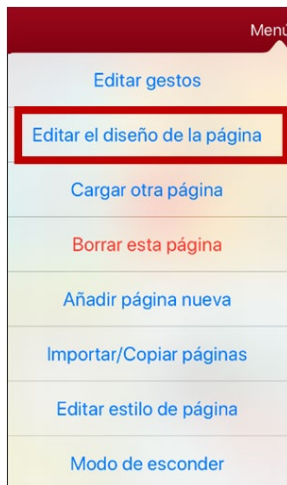 Menú
Editar gestos
Editar el diseño de la página
Cargar otra página
Borrar esta página
Añadir página nueva
Importar/Copiar páginas
Editar estilo de página
Modo de esconder